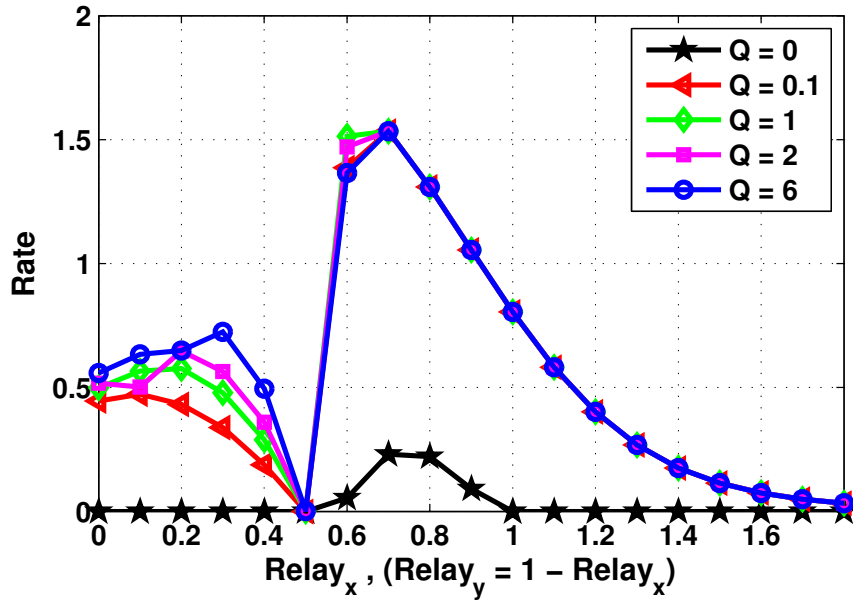 2
1.5
1
0.5
0
Rate
Q = 0
Q = 0.1
Q = 1
Q = 2
Q = 6
0 0.2 0.4 0.6 0.8 1 1.2 1.4 1.6
Relay_x , (Relay_y = 1 − Relay_x)